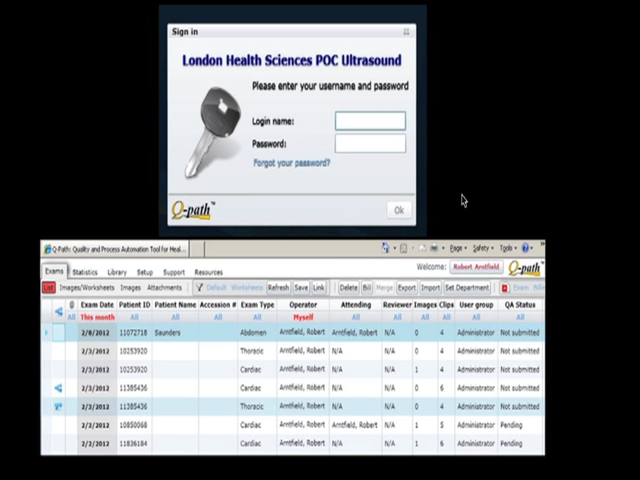 Sign in
London Health Sciences POC Ultrasound
Please enter your username and password
Login name:
Password:
Forgot your password?
Q-path™
Ok
Q-Path: Quality and Process Automation Tool for Heal...
Page Safety Tools
Exams Statistics Library Setup Support Resources
Welcome: Robert Arntfield Q-path
List Images/Worksheets Images Attachments Default Worksheets Refresh Save Link Delete Bill Merge Export Import Set Department Exam
Exam Date Patient ID Patient Name Accession # Exam Type Operator Attending Reviewer Images Clips User group QA Status
All This month All All All All Myself All All All All All All
2/8/2012 11072718 Saunders Abdomen Arntfield, Robert Arntfield, Robert N/A 0 4 Administrator Not submitted
2/3/2012 10253920 Thoracic Arntfield, Robert N/A N/A 0 4 Administrator Not submitted
2/3/2012 10253920 Cardiac Arntfield, Robert N/A N/A 1 4 Administrator Not submitted
2/3/2012 11385436 Cardiac Arntfield, Robert N/A N/A 0 6 Administrator Not submitted
2/3/2012 11385436 Thoracic Arntfield, Robert N/A N/A 0 4 Administrator Not submitted
2/3/2012 10850068 Cardiac Arntfield, Robert Arntfield, Robert N/A 1 5 Administrator Pending
2/2/2012 11836184 Cardiac Arntfield, Robert N/A N/A 1 6 Administrator Pending